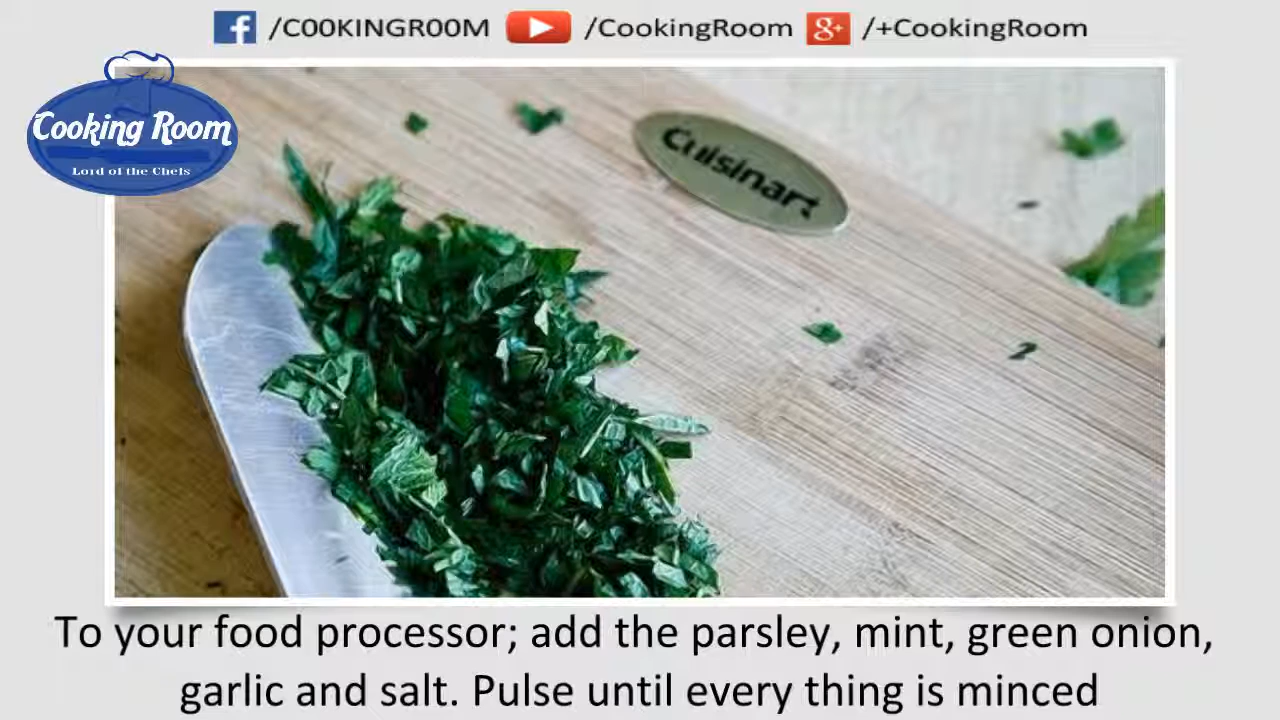 /C00KINGR00M /CookingRoom /+CookingRoom
Cooking Room
Lord of the Chefs
Cuisinart
To your food processor; add the parsley, mint, green onion,
garlic and salt. Pulse until every thing is minced